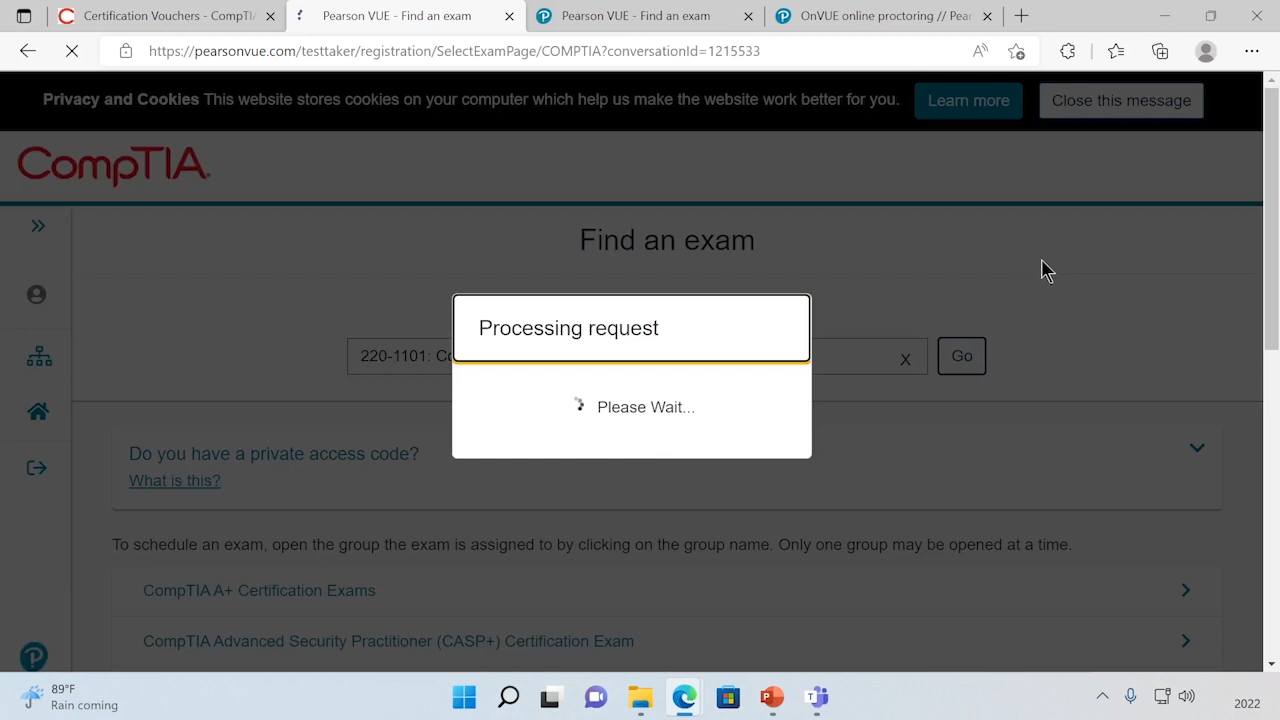 Certification Vouchers - CompTI
Pearson VUE - Find an exam
Pearson VUE - Find an exam
OnVUE online proctoring // Pear
https://pearsonvue.com/testtaker/registration/SelectExamPage/COMPTIA?conversationId=1215533
Privacy and Cookies This website stores cookies on your computer which help us make the website work better for you.
Learn more
Close this message
CompTIA.
Find an exam
Processing request
220-1101: Co
X
Go
Please Wait...
Do you have a private access code?
What is this?
To schedule an exam, open the group the exam is assigned to by clicking on the group name. Only one group may be opened at a time.
CompTIA A+ Certification Exams
CompTIA Advanced Security Practitioner (CASP+) Certification Exam
89°F
Rain coming
2022